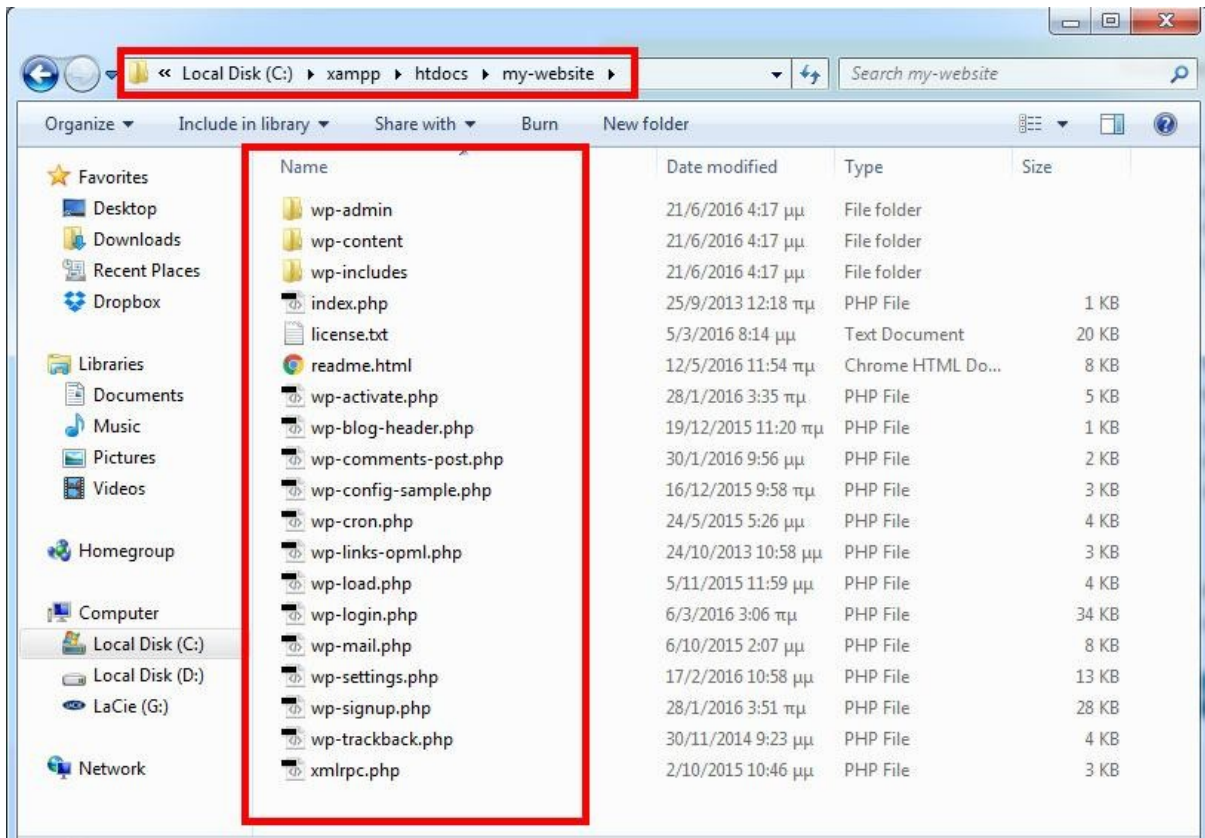 « Local Disk (C:) ▸ xampp ▸ htdocs ▸ my-website ▸ Search my-website
Organize Include in library Share with Burn New folder
Favorites
Desktop
Downloads
Recent Places
Dropbox
Libraries
Documents
Music
Pictures
Videos
Homegroup
Computer
Local Disk (C:)
Local Disk (D:)
LaCie (G:)
Network
Name Date modified Type Size
wp-admin 21/6/2016 4:17 μμ File folder
wp-content 21/6/2016 4:17 μμ File folder
wp-includes 21/6/2016 4:17 μμ File folder
index.php 25/9/2013 12:18 πμ PHP File 1 KB
license.txt 5/3/2016 8:14 μμ Text Document 20 KB
readme.html 12/5/2016 11:54 πμ Chrome HTML Do... 8 KB
wp-activate.php 28/1/2016 3:35 πμ PHP File 5 KB
wp-blog-header.php 19/12/2015 11:20 πμ PHP File 1 KB
wp-comments-post.php 30/1/2016 9:56 μμ PHP File 2 KB
wp-config-sample.php 16/12/2015 9:58 πμ PHP File 3 KB
wp-cron.php 24/5/2015 5:26 μμ PHP File 4 KB
wp-links-opml.php 24/10/2013 10:58 μμ PHP File 3 KB
wp-load.php 5/11/2015 11:59 μμ PHP File 4 KB
wp-login.php 6/3/2016 3:06 πμ PHP File 34 KB
wp-mail.php 6/10/2015 2:07 μμ PHP File 8 KB
wp-settings.php 17/2/2016 10:58 μμ PHP File 13 KB
wp-signup.php 28/1/2016 3:51 πμ PHP File 28 KB
wp-trackback.php 30/11/2014 9:23 μμ PHP File 4 KB
xmlrpc.php 2/10/2015 10:46 μμ PHP File 3 KB